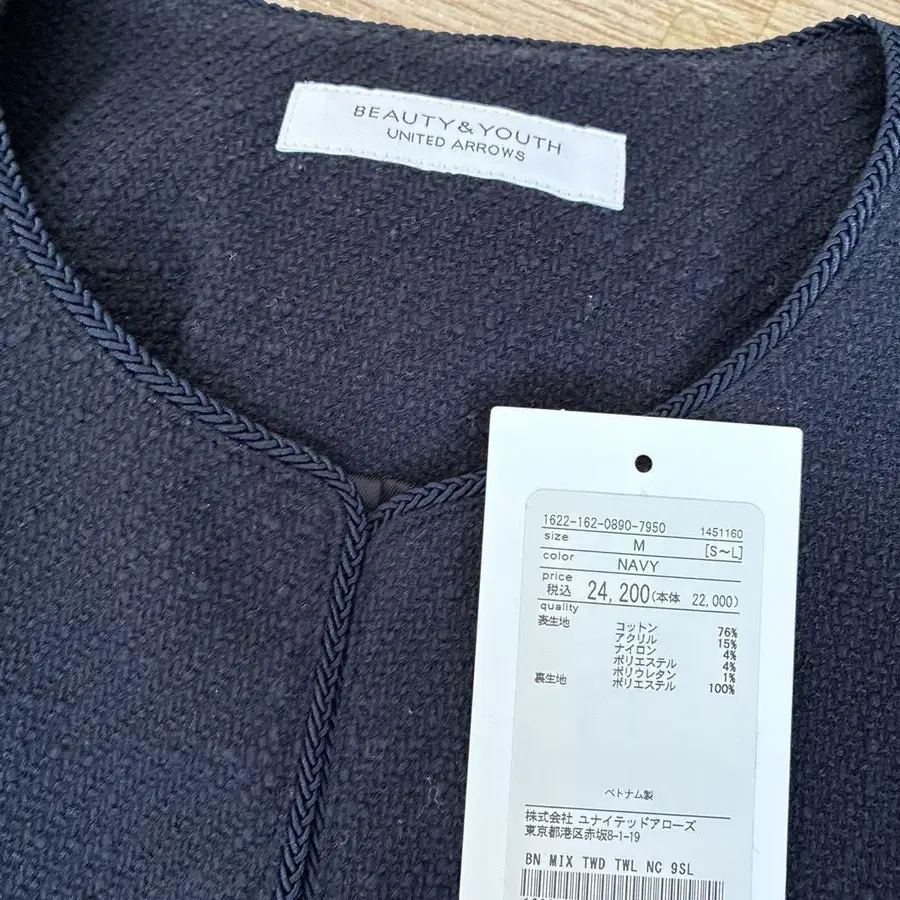 BEAUTY&YOUTH
UNITED ARROWS
1622-162-0890-7950 1451160
size M [S~L]
color NAVY
price
税込 24,200(本体 22,000)
quality
表生地 コットン 76%
アクリル 15%
ナイロン 4%
ポリエステル 4%
ポリウレタン 1%
裏生地 ポリエステル 100%
ベトナム製
株式会社 ユナイテッドアローズ
東京都港区赤坂8-1-19
BN MIX TWD TWL NC 9SL